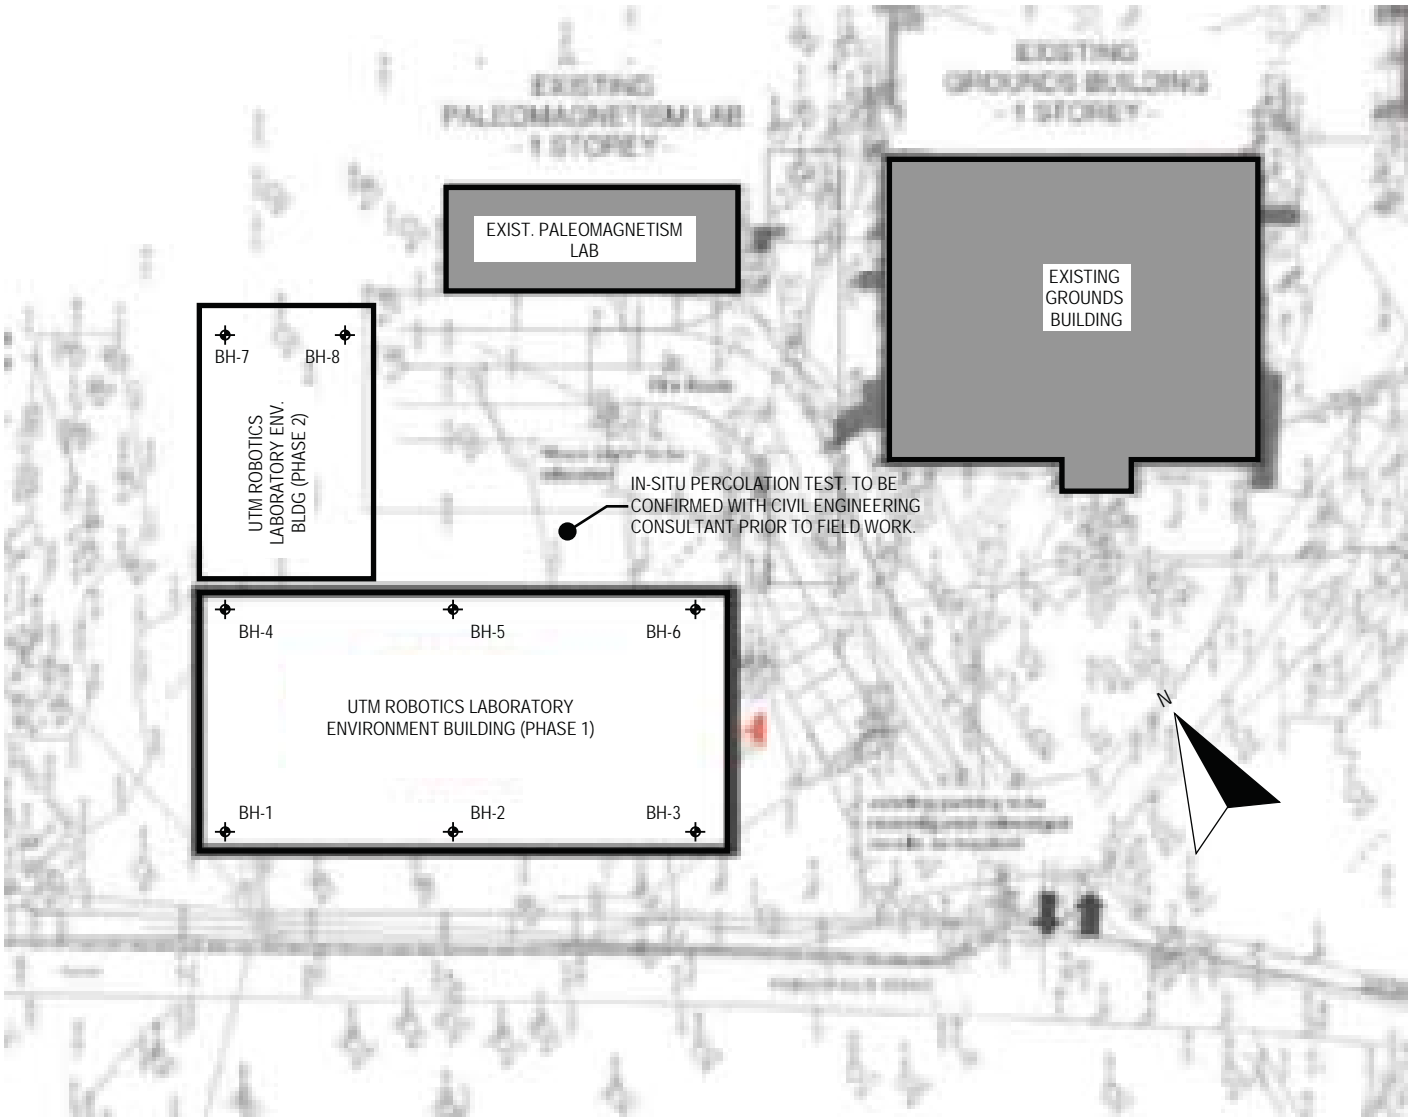 EXISTING
PALEOMAGNETISM LAB
- 1 STOREY -
EXISTING
GROUNDS BUILDING
- 1 STOREY -
EXIST. PALEOMAGNETISM
LAB
EXISTING
GROUNDS
BUILDING
BH-7
BH-8
UTM ROBOTICS
LABORATORY ENV.
BLDG (PHASE 2)
Fire Route
IN-SITU PERCOLATION TEST. TO BE
CONFIRMED WITH CIVIL ENGINEERING
CONSULTANT PRIOR TO FIELD WORK.
BH-4
BH-5
BH-6
UTM ROBOTICS LABORATORY
ENVIRONMENT BUILDING (PHASE 1)
BH-1
BH-2
BH-3
N